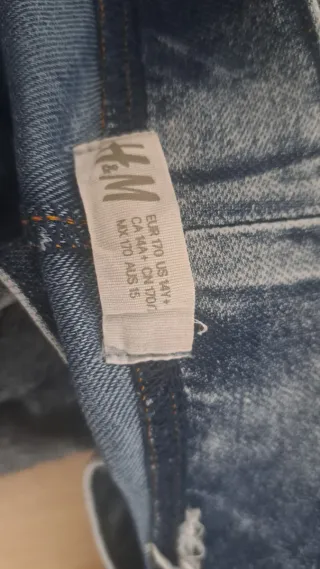 H&M
EUR 170 US 14Y+
CA 14A+ CN 170/
MX 170 AUS 15